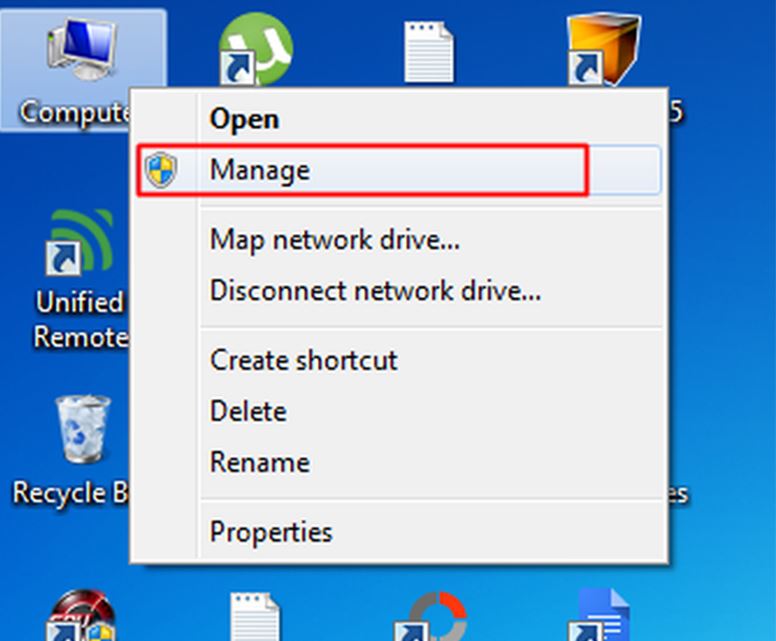 Compute
5
Open
Manage
Map network drive...
Disconnect network drive...
Unified
Remote
Create shortcut
Delete
Rename
Recycle B
es
Properties